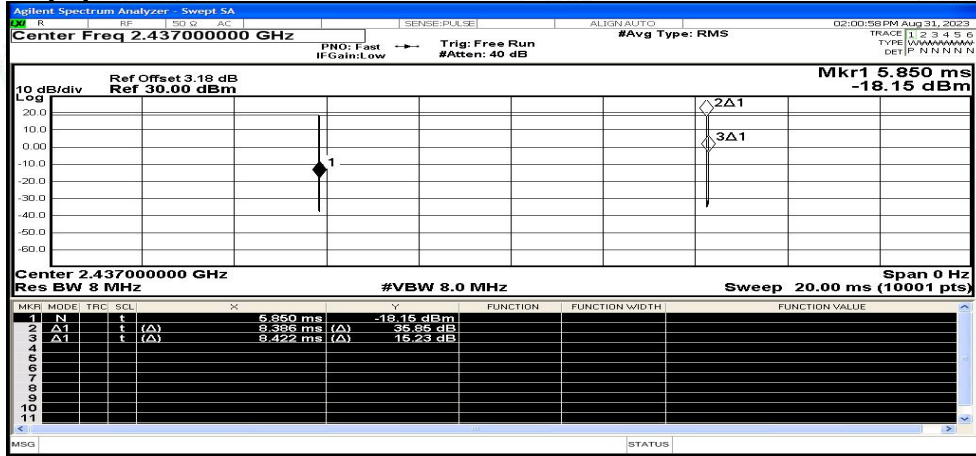 Agilent Spectrum Analyzer - Swept SA
LXI R RF 50 Ω AC SENSE:PULSE ALIGN AUTO 02:00:58 PM Aug 31, 2023
Center Freq 2.437000000 GHz #Avg Type: RMS TRACE 1 2 3 4 5 6
PNO: Fast Trig: Free Run TYPE WWWWWW
IFGain:Low #Atten: 40 dB DET P N N N N N
Mkr1 5.850 ms
Ref Offset 3.18 dB
10 dB/div Ref 30.00 dBm -18.15 dBm
Log
20.0
10.0
0.00
-10.0
-20.0
-30.0
-40.0
-50.0
-60.0
2Δ1
3Δ1
1
Center 2.437000000 GHz Span 0 Hz
Res BW 8 MHz #VBW 8.0 MHz Sweep 20.00 ms (10001 pts)
MKR MODE TRC SCL X Y FUNCTION FUNCTION WIDTH FUNCTION VALUE
1 N t 5.850 ms -18.15 dBm
2 Δ1 t (Δ) 8.386 ms (Δ) 35.85 dB
3 Δ1 t (Δ) 8.422 ms (Δ) 15.23 dB
4
5
6
7
8
9
10
11
MSG STATUS